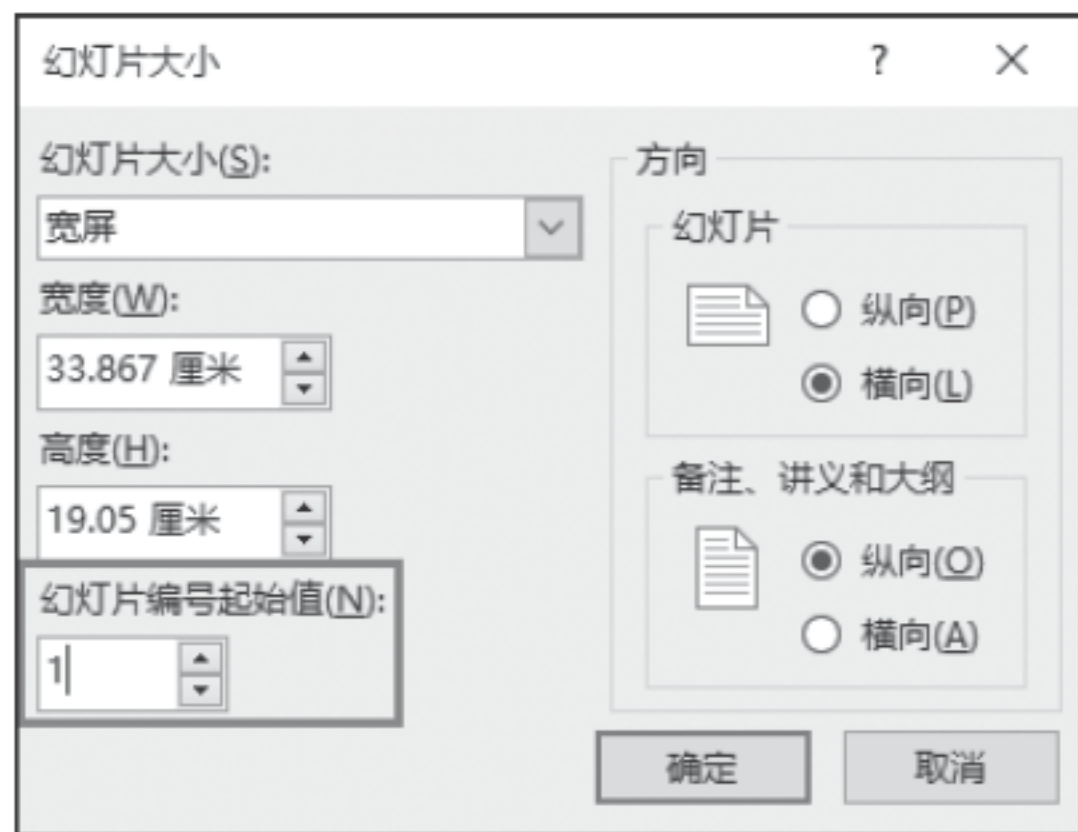 幻灯片大小 ?
幻灯片大小(S):
宽屏
宽度(W):
33.867 厘米
高度(H):
19.05 厘米
幻灯片编号起始值(N):
1
方向
幻灯片
纵向(P)
横向(L)
备注、讲义和大纲
纵向(O)
横向(A)
确定
取消